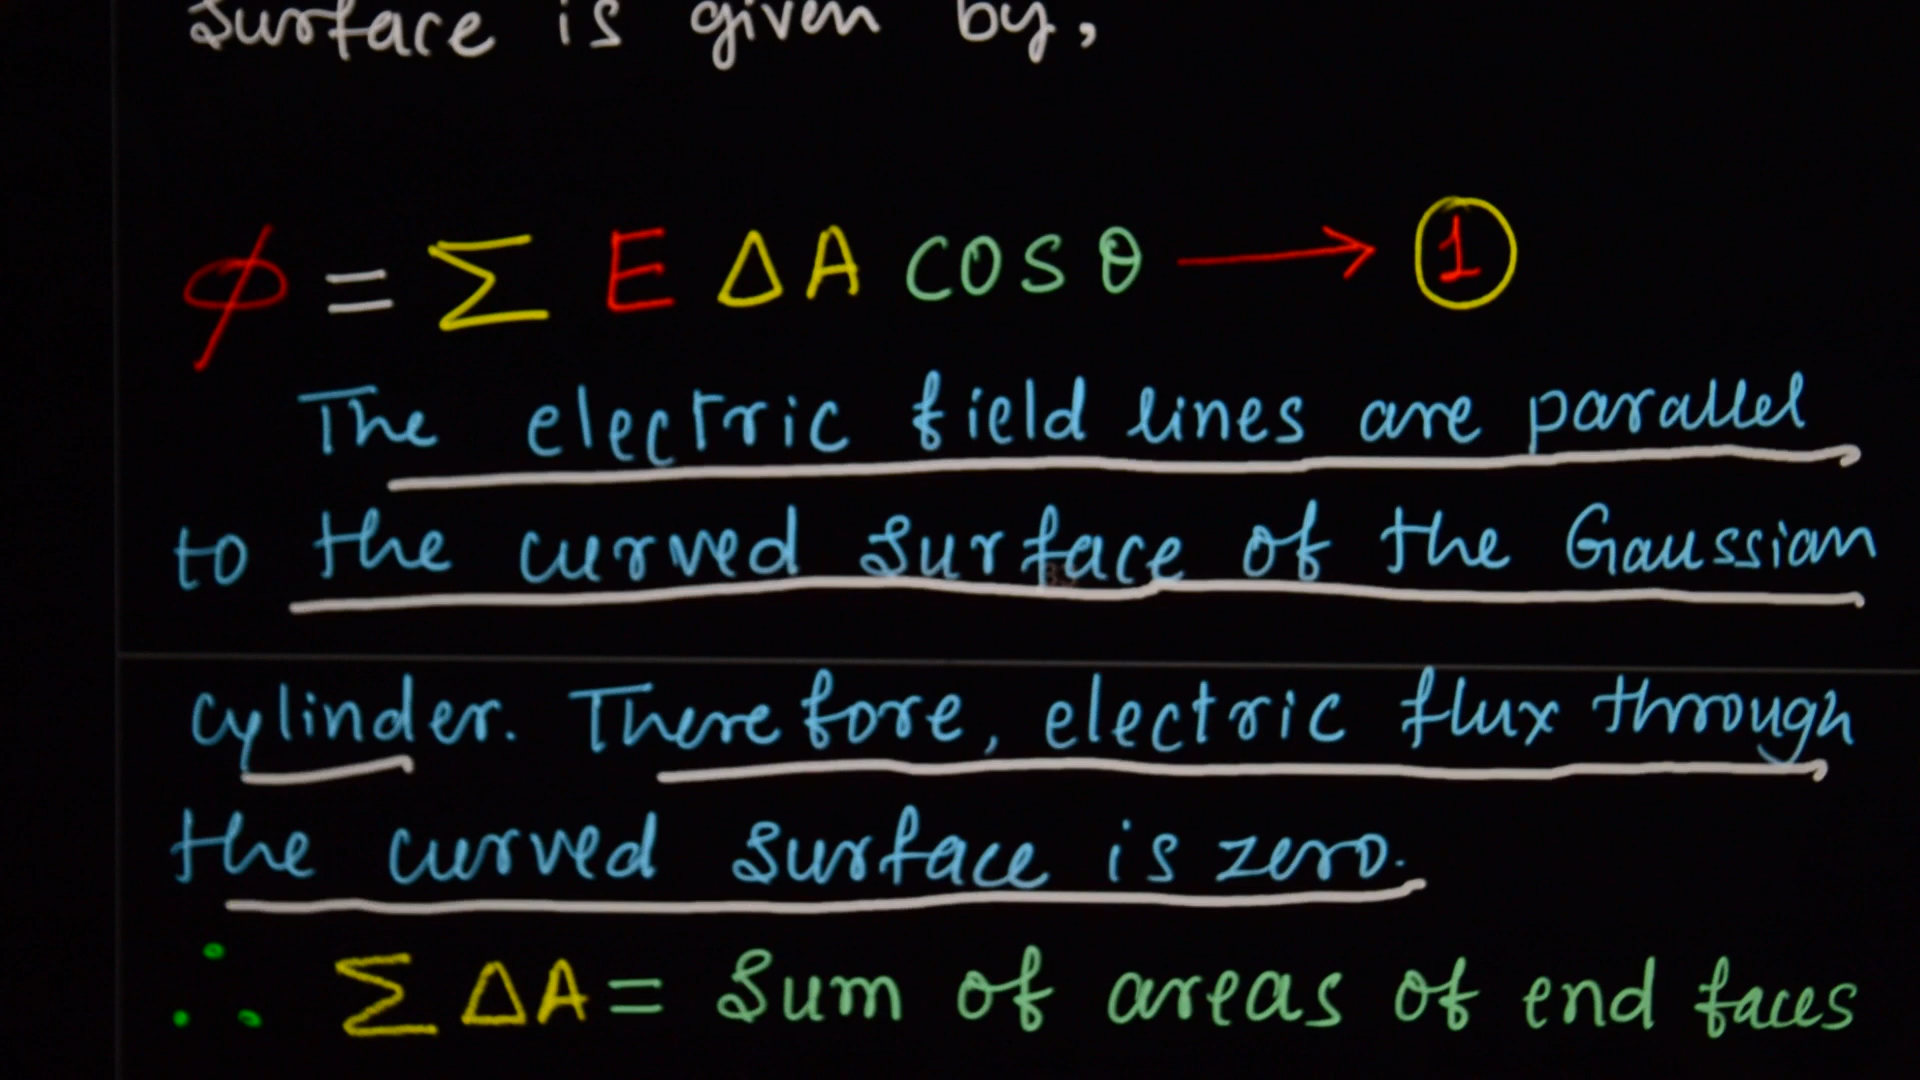 Surface is given by,
ϕ = Σ E ΔA cos θ → 1
The electric field lines are parallel
to the curved surface of the Gaussian
cylinder. Therefore, electric flux through
the curved surface is zero.
∴ Σ ΔA = Sum of areas of end faces